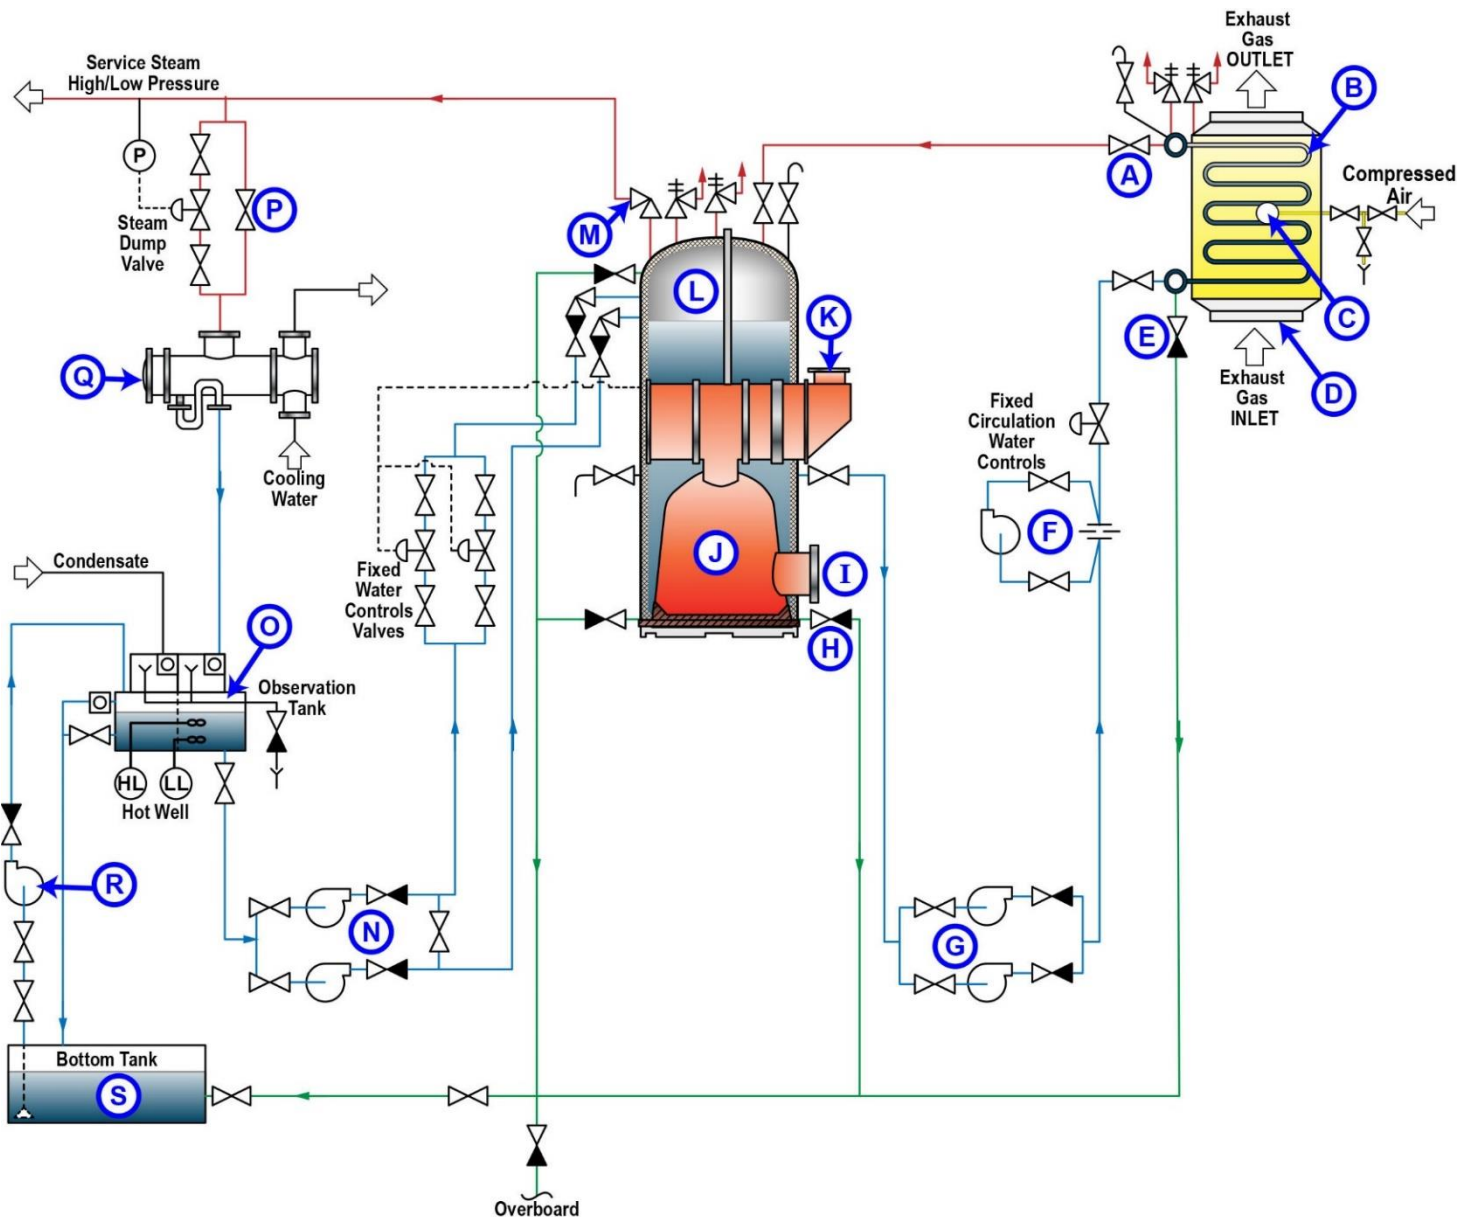 Exhaust
Gas
OUTLET
Service Steam
High/Low Pressure
B
P
A
Compressed
Air
P
Steam
Dump
Valve
M
L
K
C
E
Q
D
Exhaust
Gas
INLET
Fixed
Circulation
Water
Controls
Cooling
Water
F
J
I
Condensate
Fixed
Water
Controls
Valves
O
H
Observation
Tank
HL
LL
Hot Well
R
N
G
Bottom Tank
S
Overboard